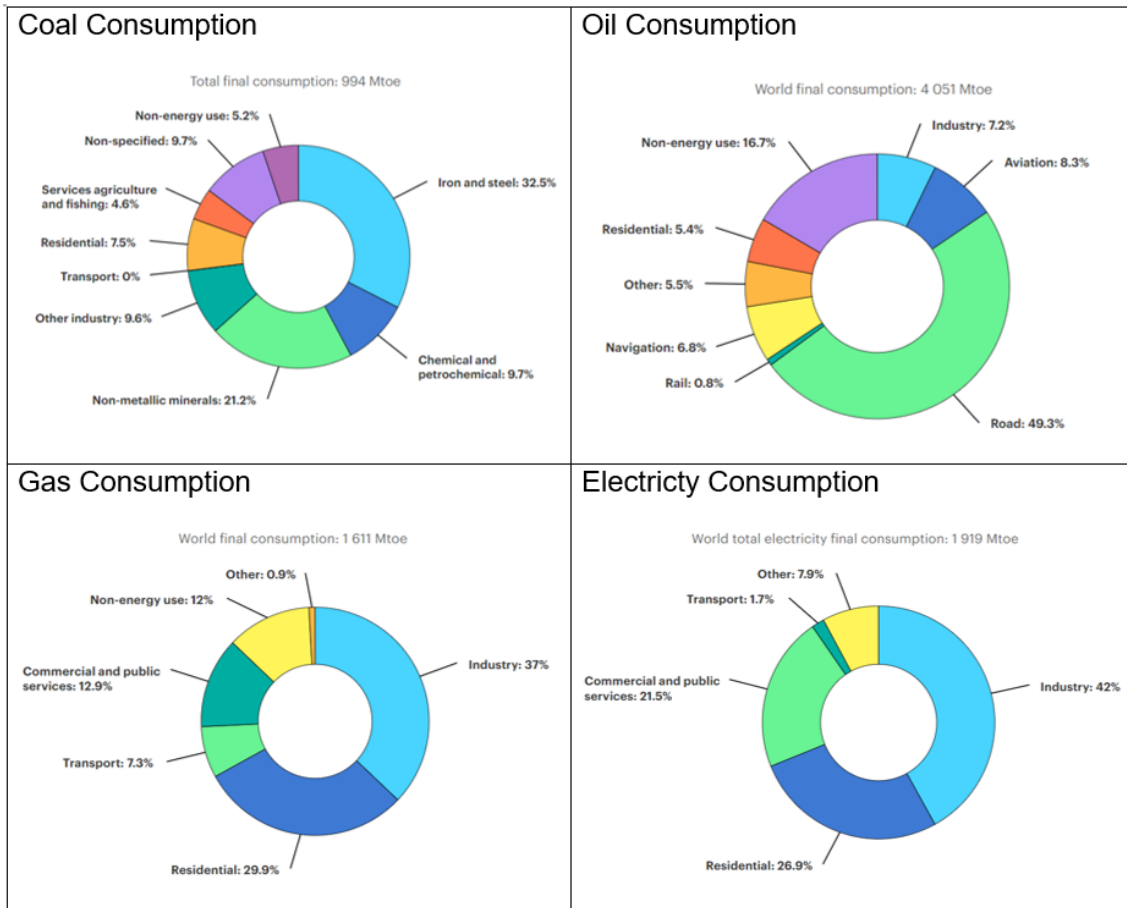 Coal Consumption
Total final consumption: 994 Mtoe
Non-energy use: 5.2%
Non-specified: 9.7%
Iron and steel: 32.5%
Services agriculture
and fishing: 4.6%
Residential: 7.5%
Transport: 0%
Other industry: 9.6%
Chemical and
petrochemical: 9.7%
Non-metallic minerals: 21.2%
Oil Consumption
World final consumption: 4 051 Mtoe
Industry: 7.2%
Non-energy use: 16.7%
Aviation: 8.3%
Residential: 5.4%
Other: 5.5%
Navigation: 6.8%
Rail: 0.8%
Road: 49.3%
Gas Consumption
World final consumption: 1 611 Mtoe
Other: 0.9%
Non-energy use: 12%
Industry: 37%
Commercial and public
services: 12.9%
Transport: 7.3%
Residential: 29.9%
Electricty Consumption
World total electricity final consumption: 1 919 Mtoe
Other: 7.9%
Transport: 1.7%
Commercial and public
services: 21.5%
Industry: 42%
Residential: 26.9%